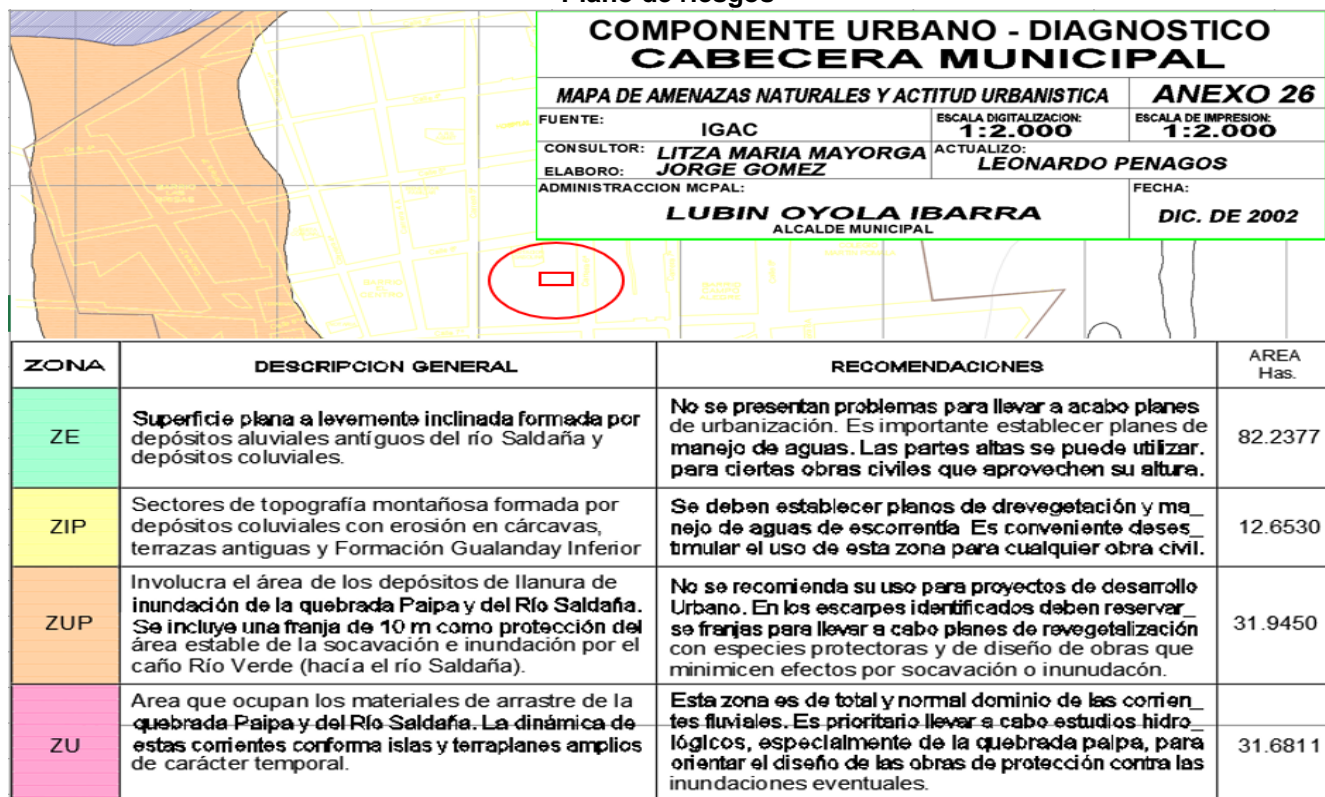 Plano de riesgos
COMPONENTE URBANO - DIAGNOSTICO
CABECERA MUNICIPAL
MAPA DE AMENAZAS NATURALES Y ACTITUD URBANISTICA
ANEXO 26
FUENTE:
IGAC
ESCALA DIGITALIZACION:
1:2.000
ESCALA DE IMPRESION:
1:2.000
CONSULTOR: LITZA MARIA MAYORGA
ELABORO: JORGE GOMEZ
ACTUALIZO:
LEONARDO PENAGOS
ADMINISTRACCION MCPAL:
LUBIN OYOLA IBARRA
ALCALDE MUNICIPAL
FECHA:
DIC. DE 2002
ZONA
DESCRIPCION GENERAL
RECOMENDACIONES
AREA
Has.
ZE
Superficie plana a levemente inclinada formada por
depósitos aluviales antíguos del río Saldaña y
depósitos coluviales.
No se presentan problemas para llevar a acabo planes
de urbanización. Es importante establecer planes de
manejo de aguas. Las partes altas se puede utilizar.
para ciertas obras civiles que aprovechen su altura.
82.2377
ZIP
Sectores de topografía montañosa formada por
depósitos coluviales con erosión en cárcavas,
terrazas antiguas y Formación Gualanday Inferior
Se deben establecer planos de drevegetación y ma_
nejo de aguas de escorrentía Es conveniente deses_
timular el uso de esta zona para cualquier obra civil.
12.6530
ZUP
Involucra el área de los depósitos de llanura de
inundación de la quebrada Paipa y del Río Saldaña.
Se incluye una franja de 10 m como protección del
área estable de la socavación e inundación por el
caño Río Verde (hacía el río Saldaña).
No se recomienda su uso para proyectos de desarrollo
Urbano. En los escarpes identificados deben reservar_
se franjas para llevar a cabo planes de revegetalización
con especies protectoras y de diseño de obras que
minimicen efectos por socavación o inunudacón.
31.9450
ZU
Area que ocupan los materiales de arrastre de la
quebrada Paipa y del Río Saldaña. La dinámica de
estas corrientes conforma islas y terraplanes amplios
de carácter temporal.
Esta zona es de total y normal dominio de las corrien_
tes fluviales. Es prioritario llevar a cabo estudios hidro
lógicos, especialmente de la quebrada paipa, para
orientar el diseño de las obras de protección contra las
inundaciones eventuales.
31.6811